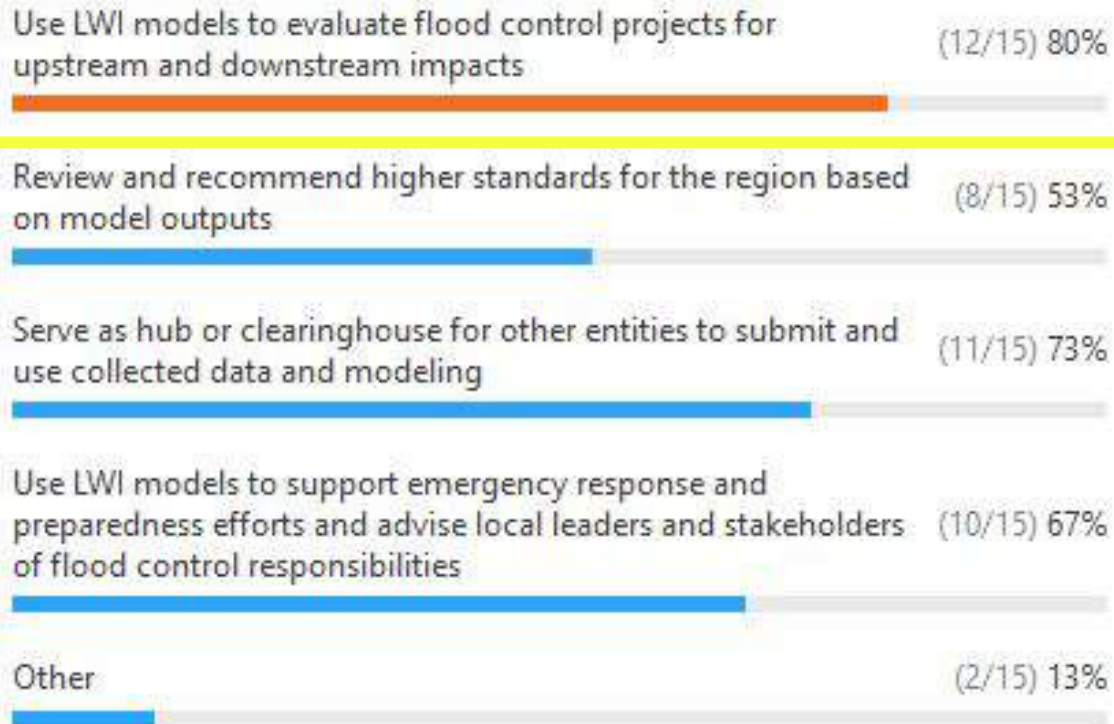 Use LWI models to evaluate flood control projects for
upstream and downstream impacts
(12/15) 80%
Review and recommend higher standards for the region based
on model outputs
(8/15) 53%
Serve as hub or clearinghouse for other entities to submit and
use collected data and modeling
(11/15) 73%
Use LWI models to support emergency response and
preparedness efforts and advise local leaders and stakeholders
of flood control responsibilities
(10/15) 67%
Other
(2/15) 13%